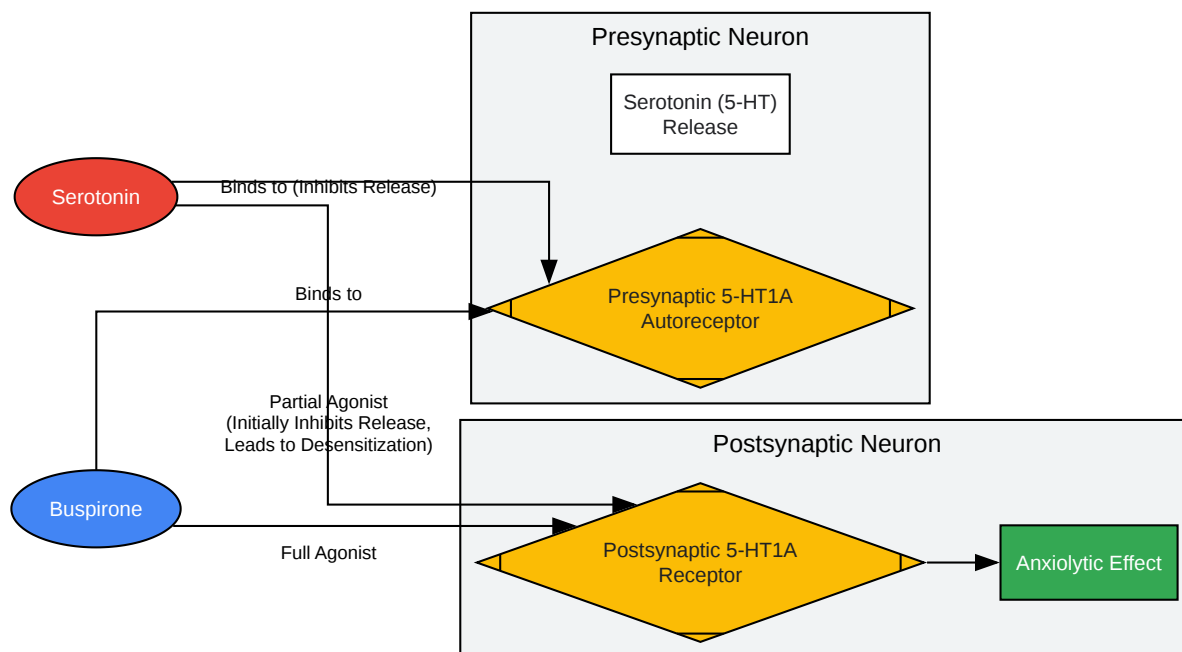 Presynaptic Neuron
Serotonin (5-HT)
Release
Serotonin
Binds to (Inhibits Release)
Binds to
Presynaptic 5-HT1A
Autoreceptor
Partial Agonist
(Initially Inhibits Release,
Leads to Desensitization)
Postsynaptic Neuron
Buspirone
Full Agonist
Postsynaptic 5-HT1A
Receptor
Anxiolytic Effect